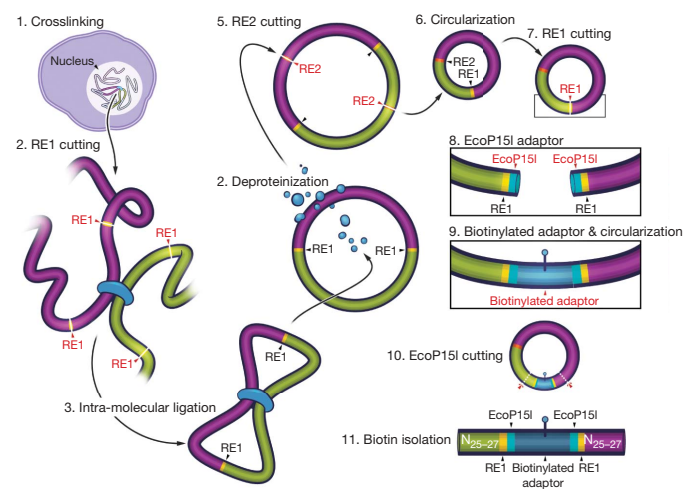 1. Crosslinking
Nucleus
2. RE1 cutting
RE1
RE1
RE1
RE1
3. Intra-molecular ligation
RE1
RE1
2. Deproteinization
RE1
RE1
5. RE2 cutting
RE2
RE2
6. Circularization
RE2
RE1
7. RE1 cutting
RE1
8. EcoP15I adaptor
EcoP15I EcoP15I
RE1 RE1
9. Biotinylated adaptor & circularization
Biotinylated adaptor
10. EcoP15I cutting
11. Biotin isolation
EcoP15I EcoP15I
N25–27 N25–27
RE1 Biotinylated RE1
adaptor